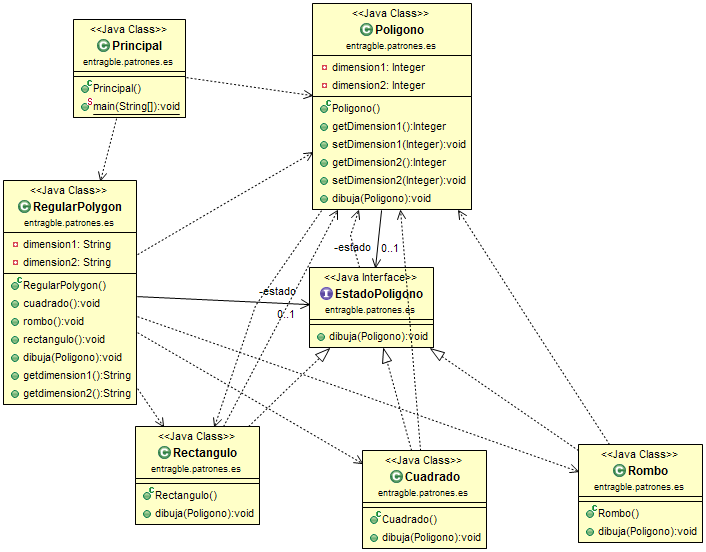 <<Java Class>>
Principal
entragble.patrones.es
Principal()
main(String[]):void
<<Java Class>>
Poligono
entragble.patrones.es
dimension1: Integer
dimension2: Integer
Poligono()
getDimension1():Integer
setDimension1(Integer):void
getDimension2():Integer
setDimension2(Integer):void
dibuja(Poligono):void
<<Java Class>>
RegularPolygon
entragble.patrones.es
dimension1: String
dimension2: String
RegularPolygon()
cuadrado():void
rombo():void
rectangulo():void
dibuja(Poligono):void
getdimension1():String
getdimension2():String
-estado
0..1
-estado
0..1
<<Java Interface>>
EstadoPoligono
entragble.patrones.es
dibuja(Poligono):void
<<Java Class>>
Rectangulo
entragble.patrones.es
Rectangulo()
dibuja(Poligono):void
<<Java Class>>
Cuadrado
entragble.patrones.es
Cuadrado()
dibuja(Poligono):void
<<Java Class>>
Rombo
entragble.patrones.es
Rombo()
dibuja(Poligono):void